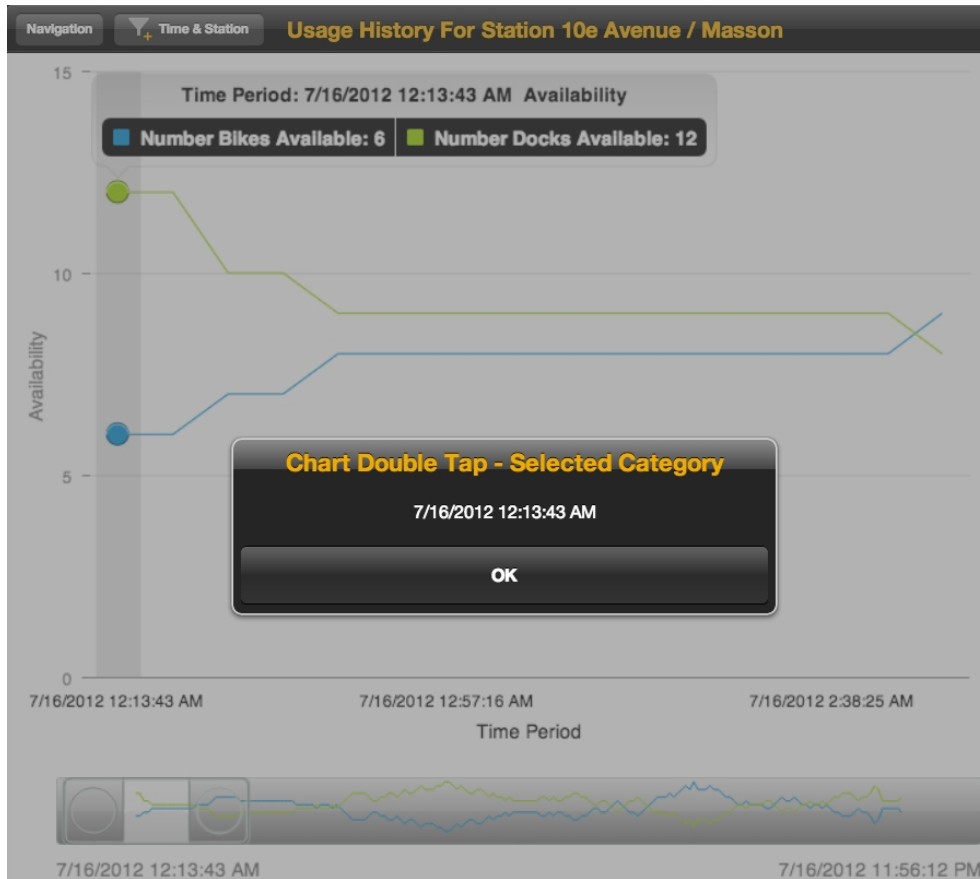 Navigation
Time & Station
Usage History For Station 10e Avenue / Masson
15
Time Period: 7/16/2012 12:13:43 AM Availability
Number Bikes Available: 6
Number Docks Available: 12
10
Availability
5
Chart Double Tap - Selected Category
7/16/2012 12:13:43 AM
OK
0
7/16/2012 12:13:43 AM
7/16/2012 12:57:16 AM
7/16/2012 2:38:25 AM
Time Period
7/16/2012 12:13:43 AM
7/16/2012 11:56:12 PM